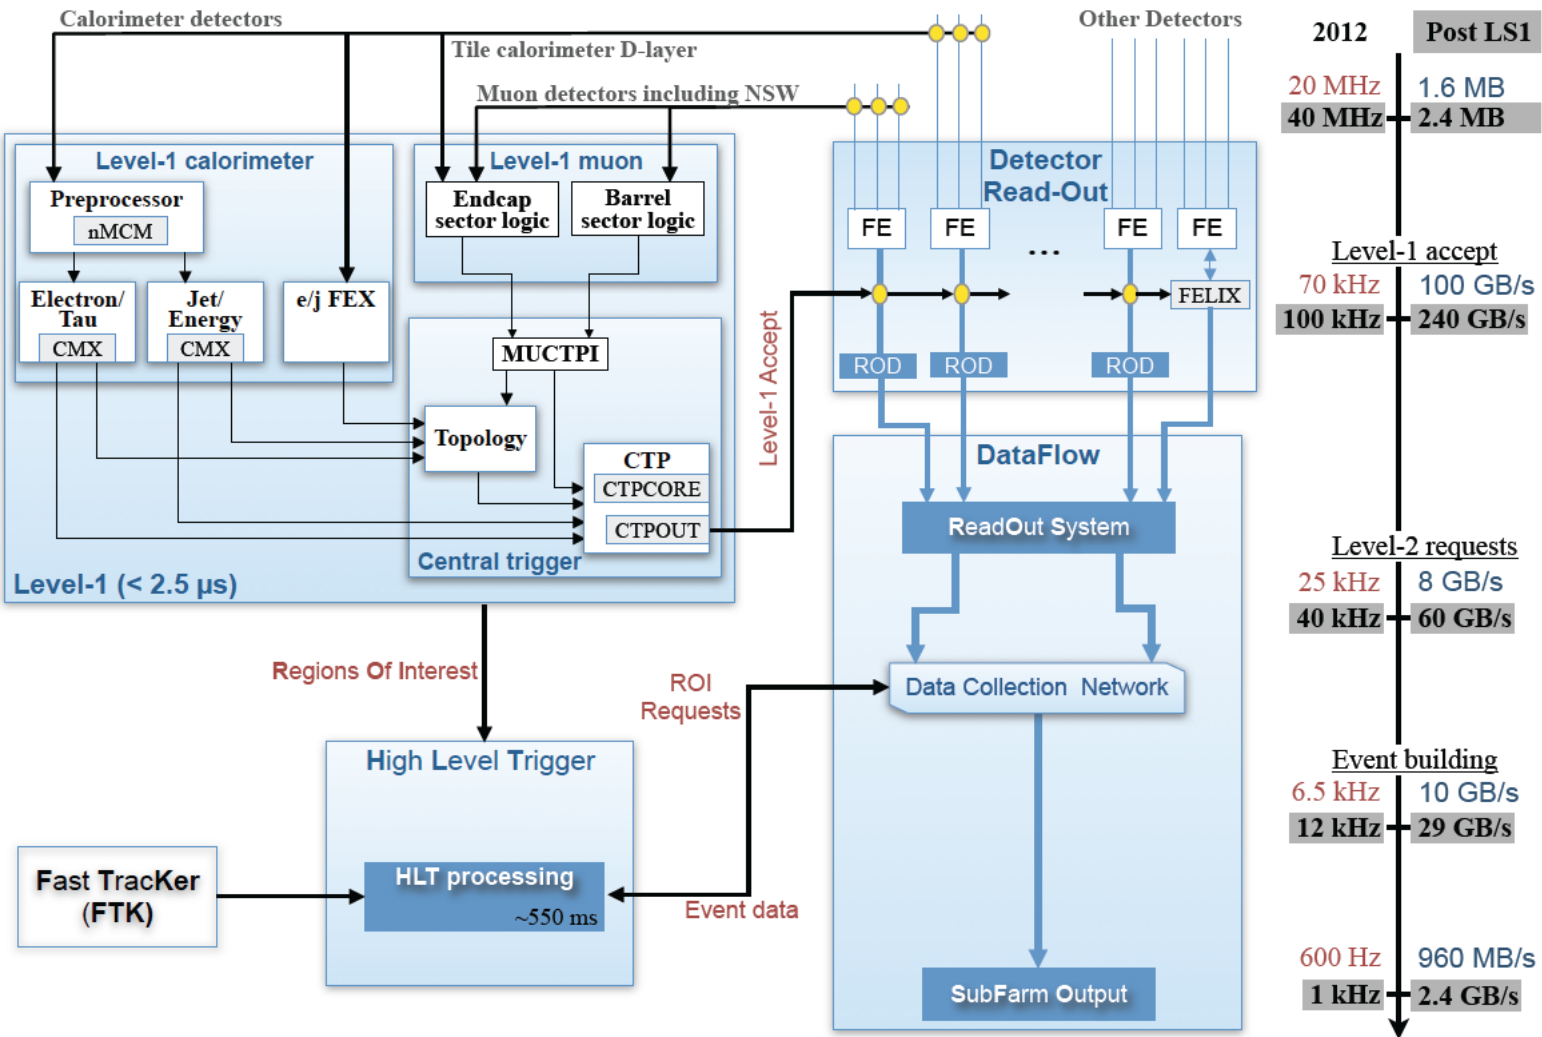 Calorimeter detectors
Tile calorimeter D-layer
Muon detectors including NSW
Other Detectors
2012
Post LS1
20 MHz
1.6 MB
40 MHz
2.4 MB
Level-1 calorimeter
Preprocessor
nMCM
Electron/
Tau
CMX
Jet/
Energy
CMX
e/j FEX
Level-1 muon
Endcap
sector logic
Barrel
sector logic
MUCTPI
Topology
CTP
CTPCORE
CTPOUT
Central trigger
Level-1 (< 2.5 μs)
Level-1 Accept
Detector
Read-Out
FE
FE
FE
FE
...
FELIX
ROD
ROD
ROD
Level-1 accept
70 kHz
100 GB/s
100 kHz
240 GB/s
DataFlow
ReadOut System
Data Collection Network
SubFarm Output
Level-2 requests
25 kHz
8 GB/s
40 kHz
60 GB/s
Regions Of Interest
ROI
Requests
Event data
High Level Trigger
HLT processing
~550 ms
Fast TracKer
(FTK)
Event building
6.5 kHz
10 GB/s
12 kHz
29 GB/s
600 Hz
960 MB/s
1 kHz
2.4 GB/s